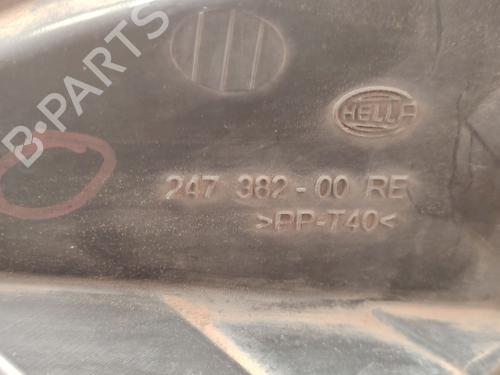 B-PARTS
HELLA
247 382-00 RE
>PP-T40<